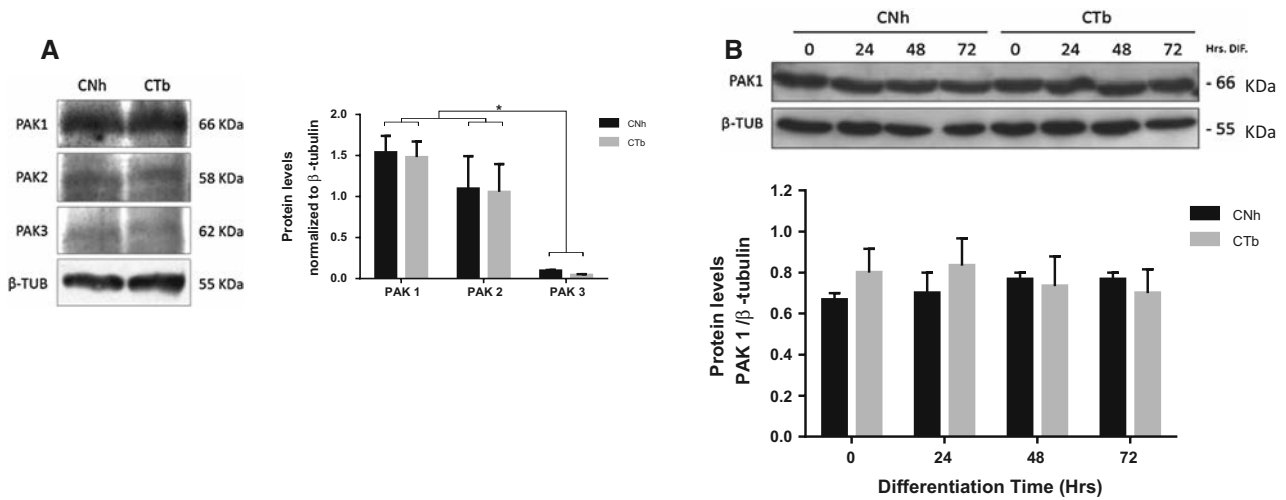 A
CNh CTb
PAK1 66 KDa
PAK2 58 KDa
PAK3 62 KDa
β-TUB 55 KDa
Protein levels
normalized to β -tubulin
2.0
1.5
1.0
0.5
0.0
PAK 1 PAK 2 PAK 3
*
CNh
CTb
B
CNh CTb
0 24 48 72 0 24 48 72 Hrs. DIF.
PAK1 - 66 KDa
β-TUB - 55 KDa
Protein levels
PAK 1 /β -tubulin
1.2
1.0
0.8
0.6
0.4
0.2
0.0
0 24 48 72
Differentiation Time (Hrs)
CNh
CTb